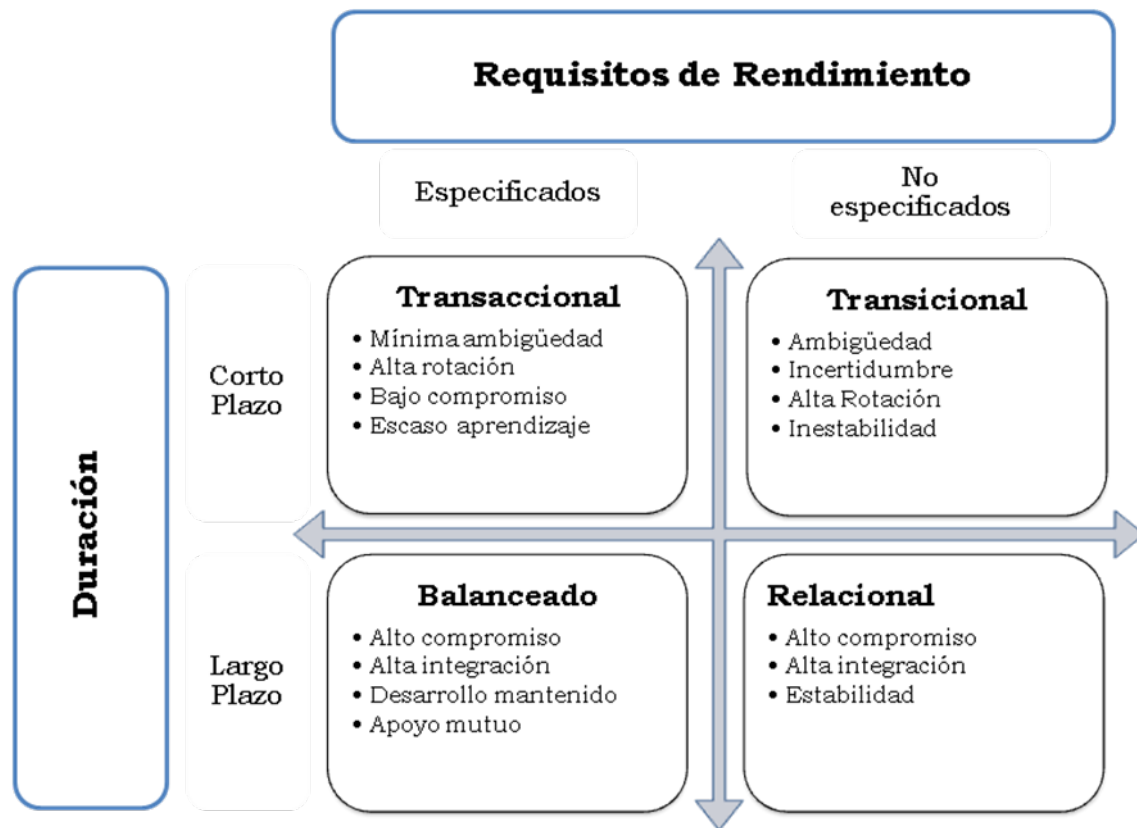 Requisitos de Rendimiento
Especificados
No
especificados
Duración
Corto
Plazo
Transaccional
• Mínima ambigüedad
• Alta rotación
• Bajo compromiso
• Escaso aprendizaje
Transicional
• Ambigüedad
• Incertidumbre
• Alta Rotación
• Inestabilidad
Largo
Plazo
Balanceado
• Alto compromiso
• Alta integración
• Desarrollo mantenido
• Apoyo mutuo
Relacional
• Alto compromiso
• Alta integración
• Estabilidad